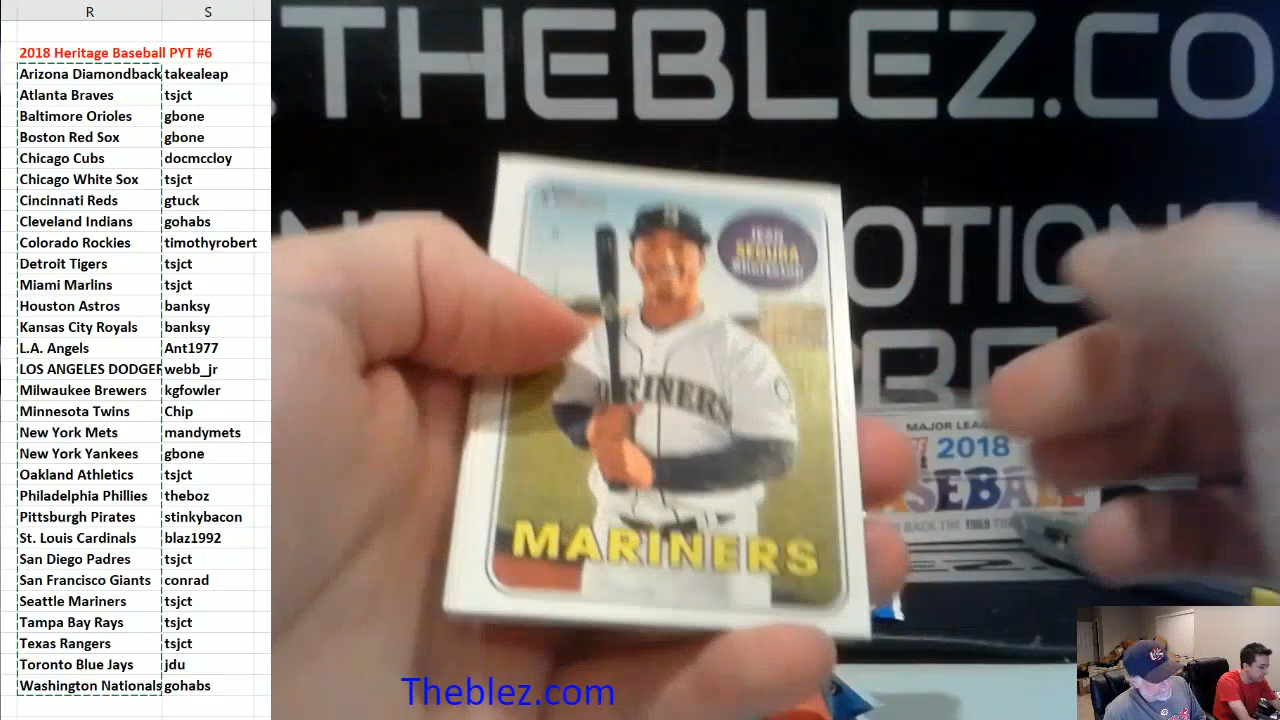 R S
2018 Heritage Baseball PYT #6
Arizona Diamondback takealeap
Atlanta Braves tsjct
Baltimore Orioles gbone
Boston Red Sox gbone
Chicago Cubs docmccloy
Chicago White Sox tsjct
Cincinnati Reds gtuck
Cleveland Indians gohabs
Colorado Rockies timothyrobert
Detroit Tigers tsjct
Miami Marlins tsjct
Houston Astros banksy
Kansas City Royals banksy
L.A. Angels Ant1977
LOS ANGELES DODGER webb_jr
Milwaukee Brewers kgfowler
Minnesota Twins Chip
New York Mets mandymets
New York Yankees gbone
Oakland Athletics tsjct
Philadelphia Phillies theboz
Pittsburgh Pirates stinkybacon
St. Louis Cardinals blaz1992
San Diego Padres tsjct
San Francisco Giants conrad
Seattle Mariners tsjct
Tampa Bay Rays tsjct
Texas Rangers tsjct
Toronto Blue Jays jdu
Washington Nationals gohabs
.THEBLEZ.CO
JEAN
SEGURA
SHORTSTOP
MARINERS
MARINERS
MAJOR LEAG
2018
SEBA
BACK THE 1969
Theblez.com